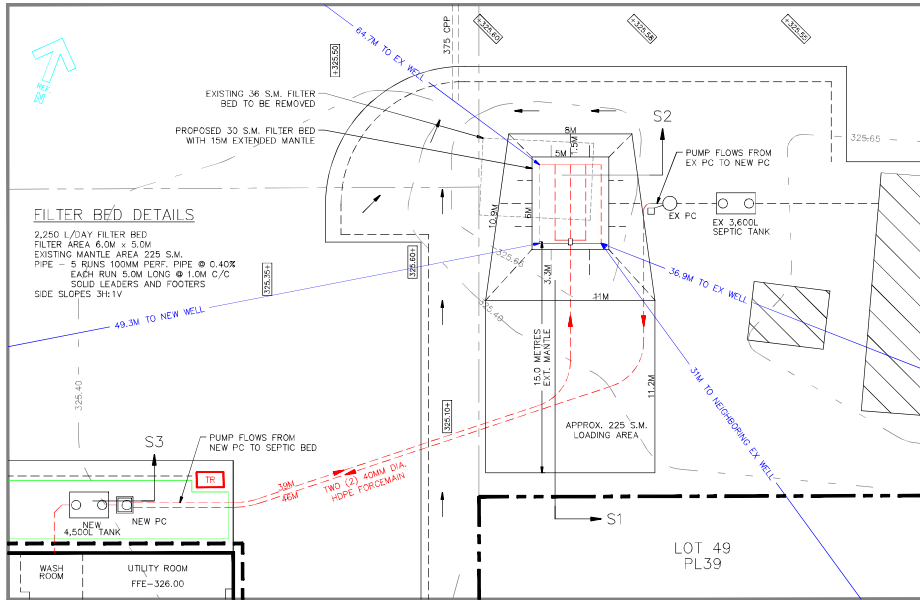 64.7M TO EX WELL
375 CPP
+325.60
+325.58
+325.55
+325.50
REF
EXISTING 36 S.M. FILTER
BED TO BE REMOVED
PROPOSED 30 S.M. FILTER BED
WITH 15M EXTENDED MANTLE
8M
1.5M
5M
S2
PUMP FLOWS FROM
EX PC TO NEW PC
325.65
EX PC
EX 3,600L
SEPTIC TANK
10.9M
6M
FILTER BED DETAILS
2,250 L/DAY FILTER BED
FILTER AREA 6.0M x 5.0M
EXISTING MANTLE AREA 225 S.M.
PIPE – 5 RUNS 100MM PERF. PIPE @ 0.40%
EACH RUN 5.0M LONG @ 1.0M C/C
SOLID LEADERS AND FOOTERS
SIDE SLOPES 3H:1V
325.35+
325.60+
325.65
3.3M
325.40
11M
36.9M TO EX WELL
49.3M TO NEW WELL
15.0 METRES
EXT. MANTLE
11.2M
31M TO NEIGHBORING EX WELL
325.40
325.10+
APPROX. 225 S.M.
LOADING AREA
S3
PUMP FLOWS FROM
NEW PC TO SEPTIC BED
TR
39M
46M
TWO (2) 40MM DIA.
HDPE FORCEMAIN
NEW
4,500L TANK
NEW PC
S1
LOT 49
PL39
WASH
ROOM
UTILITY ROOM
FFE–326.00